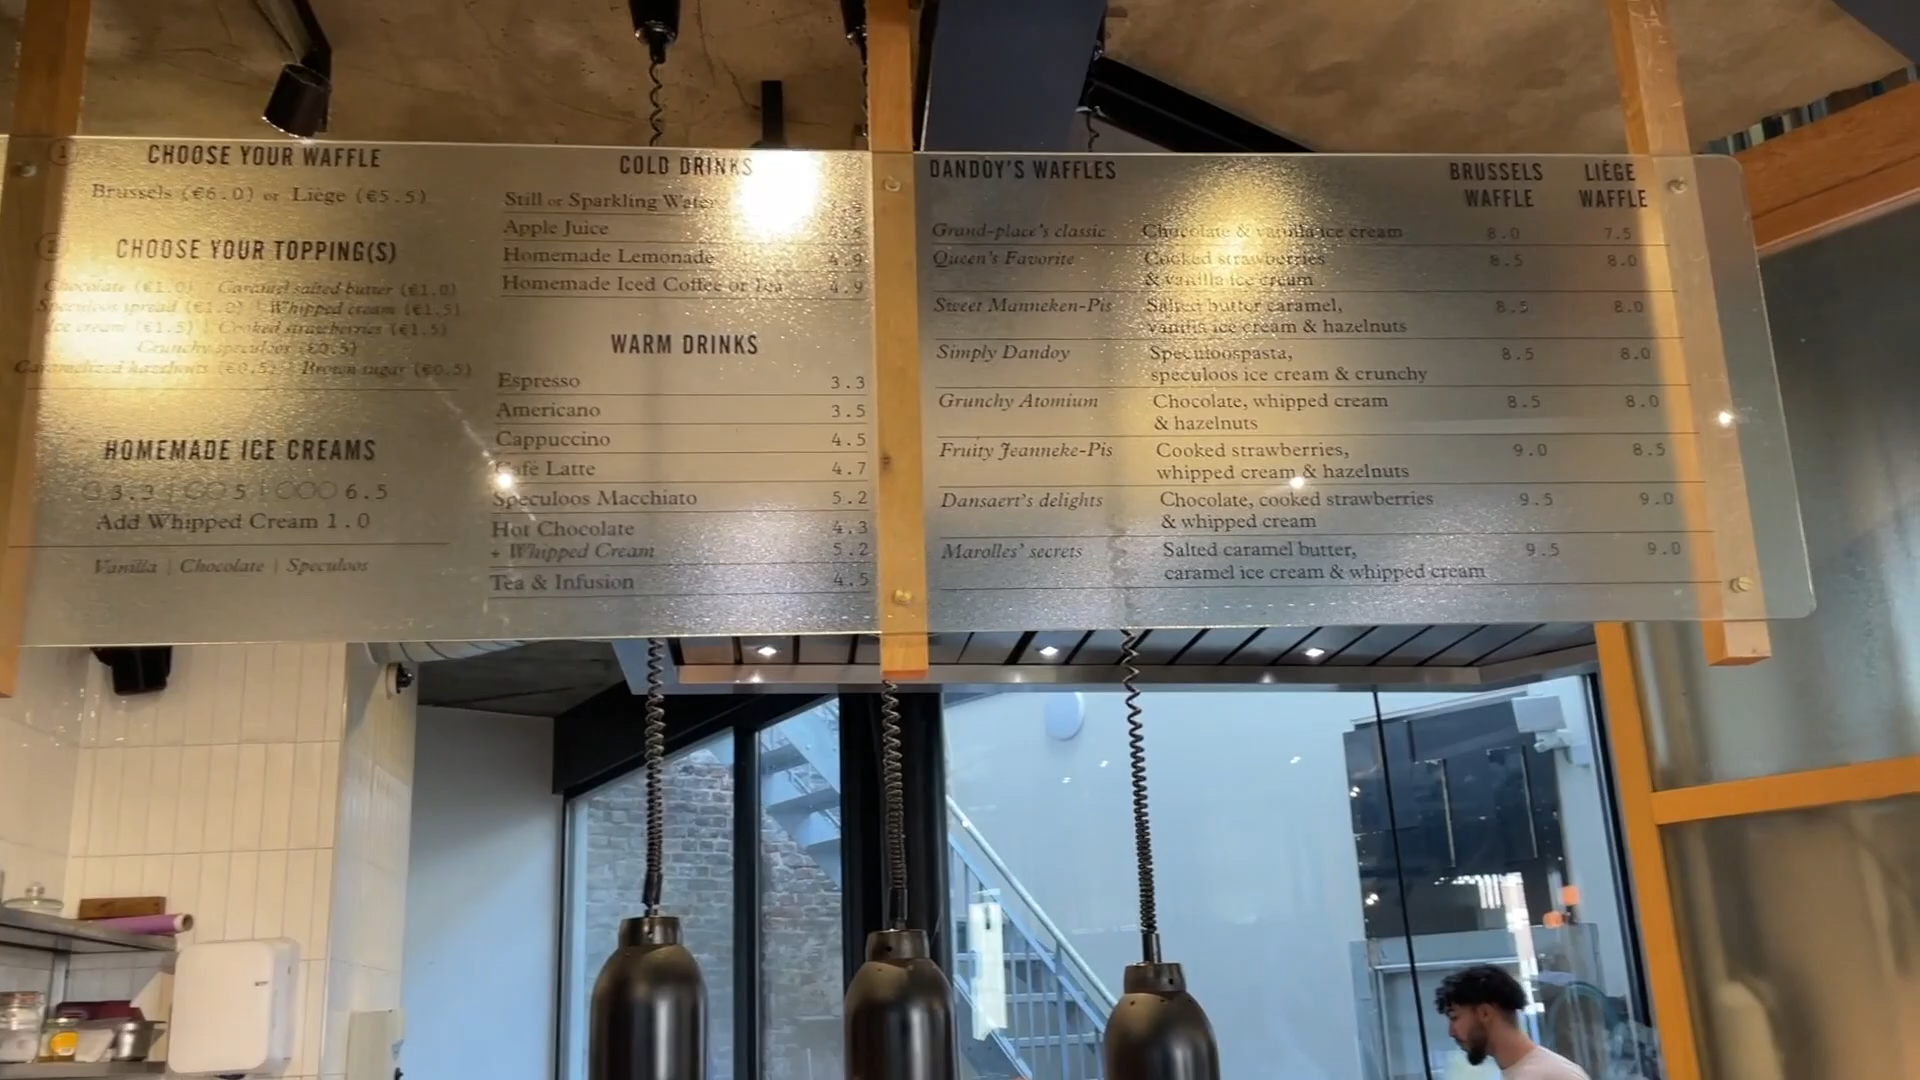 1 CHOOSE YOUR WAFFLE
Brussels (€6.0) or Liège (€5.5)
2 CHOOSE YOUR TOPPING(S)
Chocolate (€1.0) | Caramel salted butter (€1.0)
Speculoos spread (€1.0) | Whipped cream (€1.5)
Ice cream (€1.5) | Cooked strawberries (€1.5)
Crunchy speculoos (€0.5)
Caramelized hazelnuts (€0.5) | Brown sugar (€0.5)
HOMEMADE ICE CREAMS
3.3 | 5 | 6.5
Add Whipped Cream 1.0
Vanilla | Chocolate | Speculoos
COLD DRINKS
Still or Sparkling Water
Apple Juice
Homemade Lemonade 4.9
Homemade Iced Coffee or Tea 4.9
WARM DRINKS
Espresso 3.3
Americano 3.5
Cappuccino 4.5
Café Latte 4.7
Speculoos Macchiato 5.2
Hot Chocolate 4.3
+ Whipped Cream 5.2
Tea & Infusion 4.5
DANDOY'S WAFFLES
BRUSSELS WAFFLE
LIÈGE WAFFLE
Grand-place's classic Chocolate & vanilla ice cream 8.0 7.5
Queen's Favorite Cooked strawberries 8.5 8.0
& vanilla ice cream
Sweet Manneken-Pis Salted butter caramel, 8.5 8.0
vanilla ice cream & hazelnuts
Simply Dandoy Speculoospasta, 8.5 8.0
speculoos ice cream & crunchy
Grunchy Atomium Chocolate, whipped cream 8.5 8.0
& hazelnuts
Fruity Jeanneke-Pis Cooked strawberries, 9.0 8.5
whipped cream & hazelnuts
Dansaert's delights Chocolate, cooked strawberries 9.5 9.0
& whipped cream
Marolles' secrets Salted caramel butter, 9.5 9.0
caramel ice cream & whipped cream